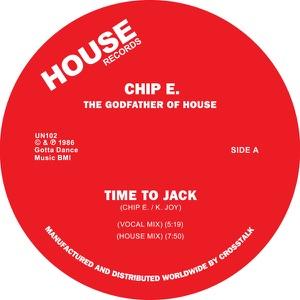 HOUSE
RECORDS
CHIP E.
THE GODFATHER OF HOUSE
UN102
© & ℗ 1986
Gotta Dance
Music BMI
SIDE A
TIME TO JACK
(CHIP E. / K. JOY)
(VOCAL MIX) (5:19)
(HOUSE MIX) (7:50)
MANUFACTURED AND DISTRIBUTED WORLDWIDE BY CROSSTALK